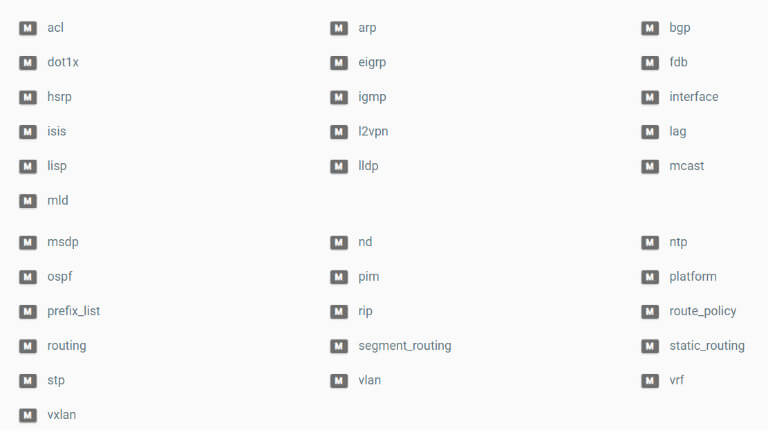 M acl M arp M bgp
M dot1x M eigrp M fdb
M hsrp M igmp M interface
M isis M l2vpn M lag
M lisp M lldp M mcast
M mld
M msdp M nd M ntp
M ospf M pim M platform
M prefix_list M rip M route_policy
M routing M segment_routing M static_routing
M stp M vlan M vrf
M vxlan